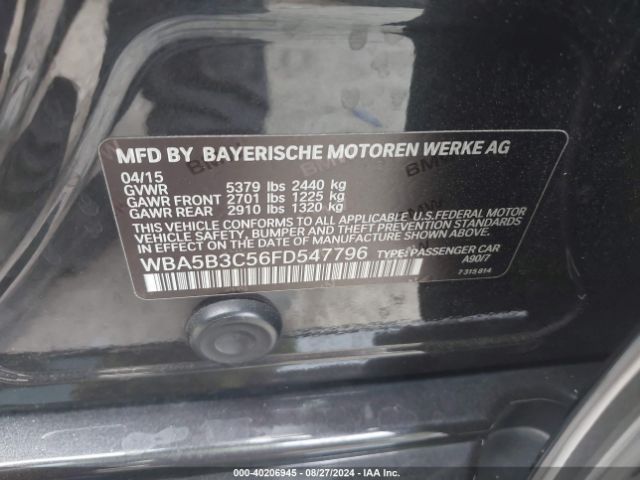 MFD BY BAYERISCHE MOTOREN WERKE AG
04/15
GVWR 5379 lbs 2440 kg
GAWR FRONT 2701 lbs 1225 kg
GAWR REAR 2910 lbs 1320 kg
THIS VEHICLE CONFORMS TO ALL APPLICABLE U.S.FEDERAL MOTOR
VEHICLE SAFETY, BUMPER, AND THEFT PREVENTION STANDARDS
IN EFFECT ON THE DATE OF MANUFACTURE SHOWN ABOVE.
WBA5B3C56FD547796 TYPE:PASSENGER CAR
A90/7
7 315 814
000-40206945 - 08/27/2024 - IAA Inc.